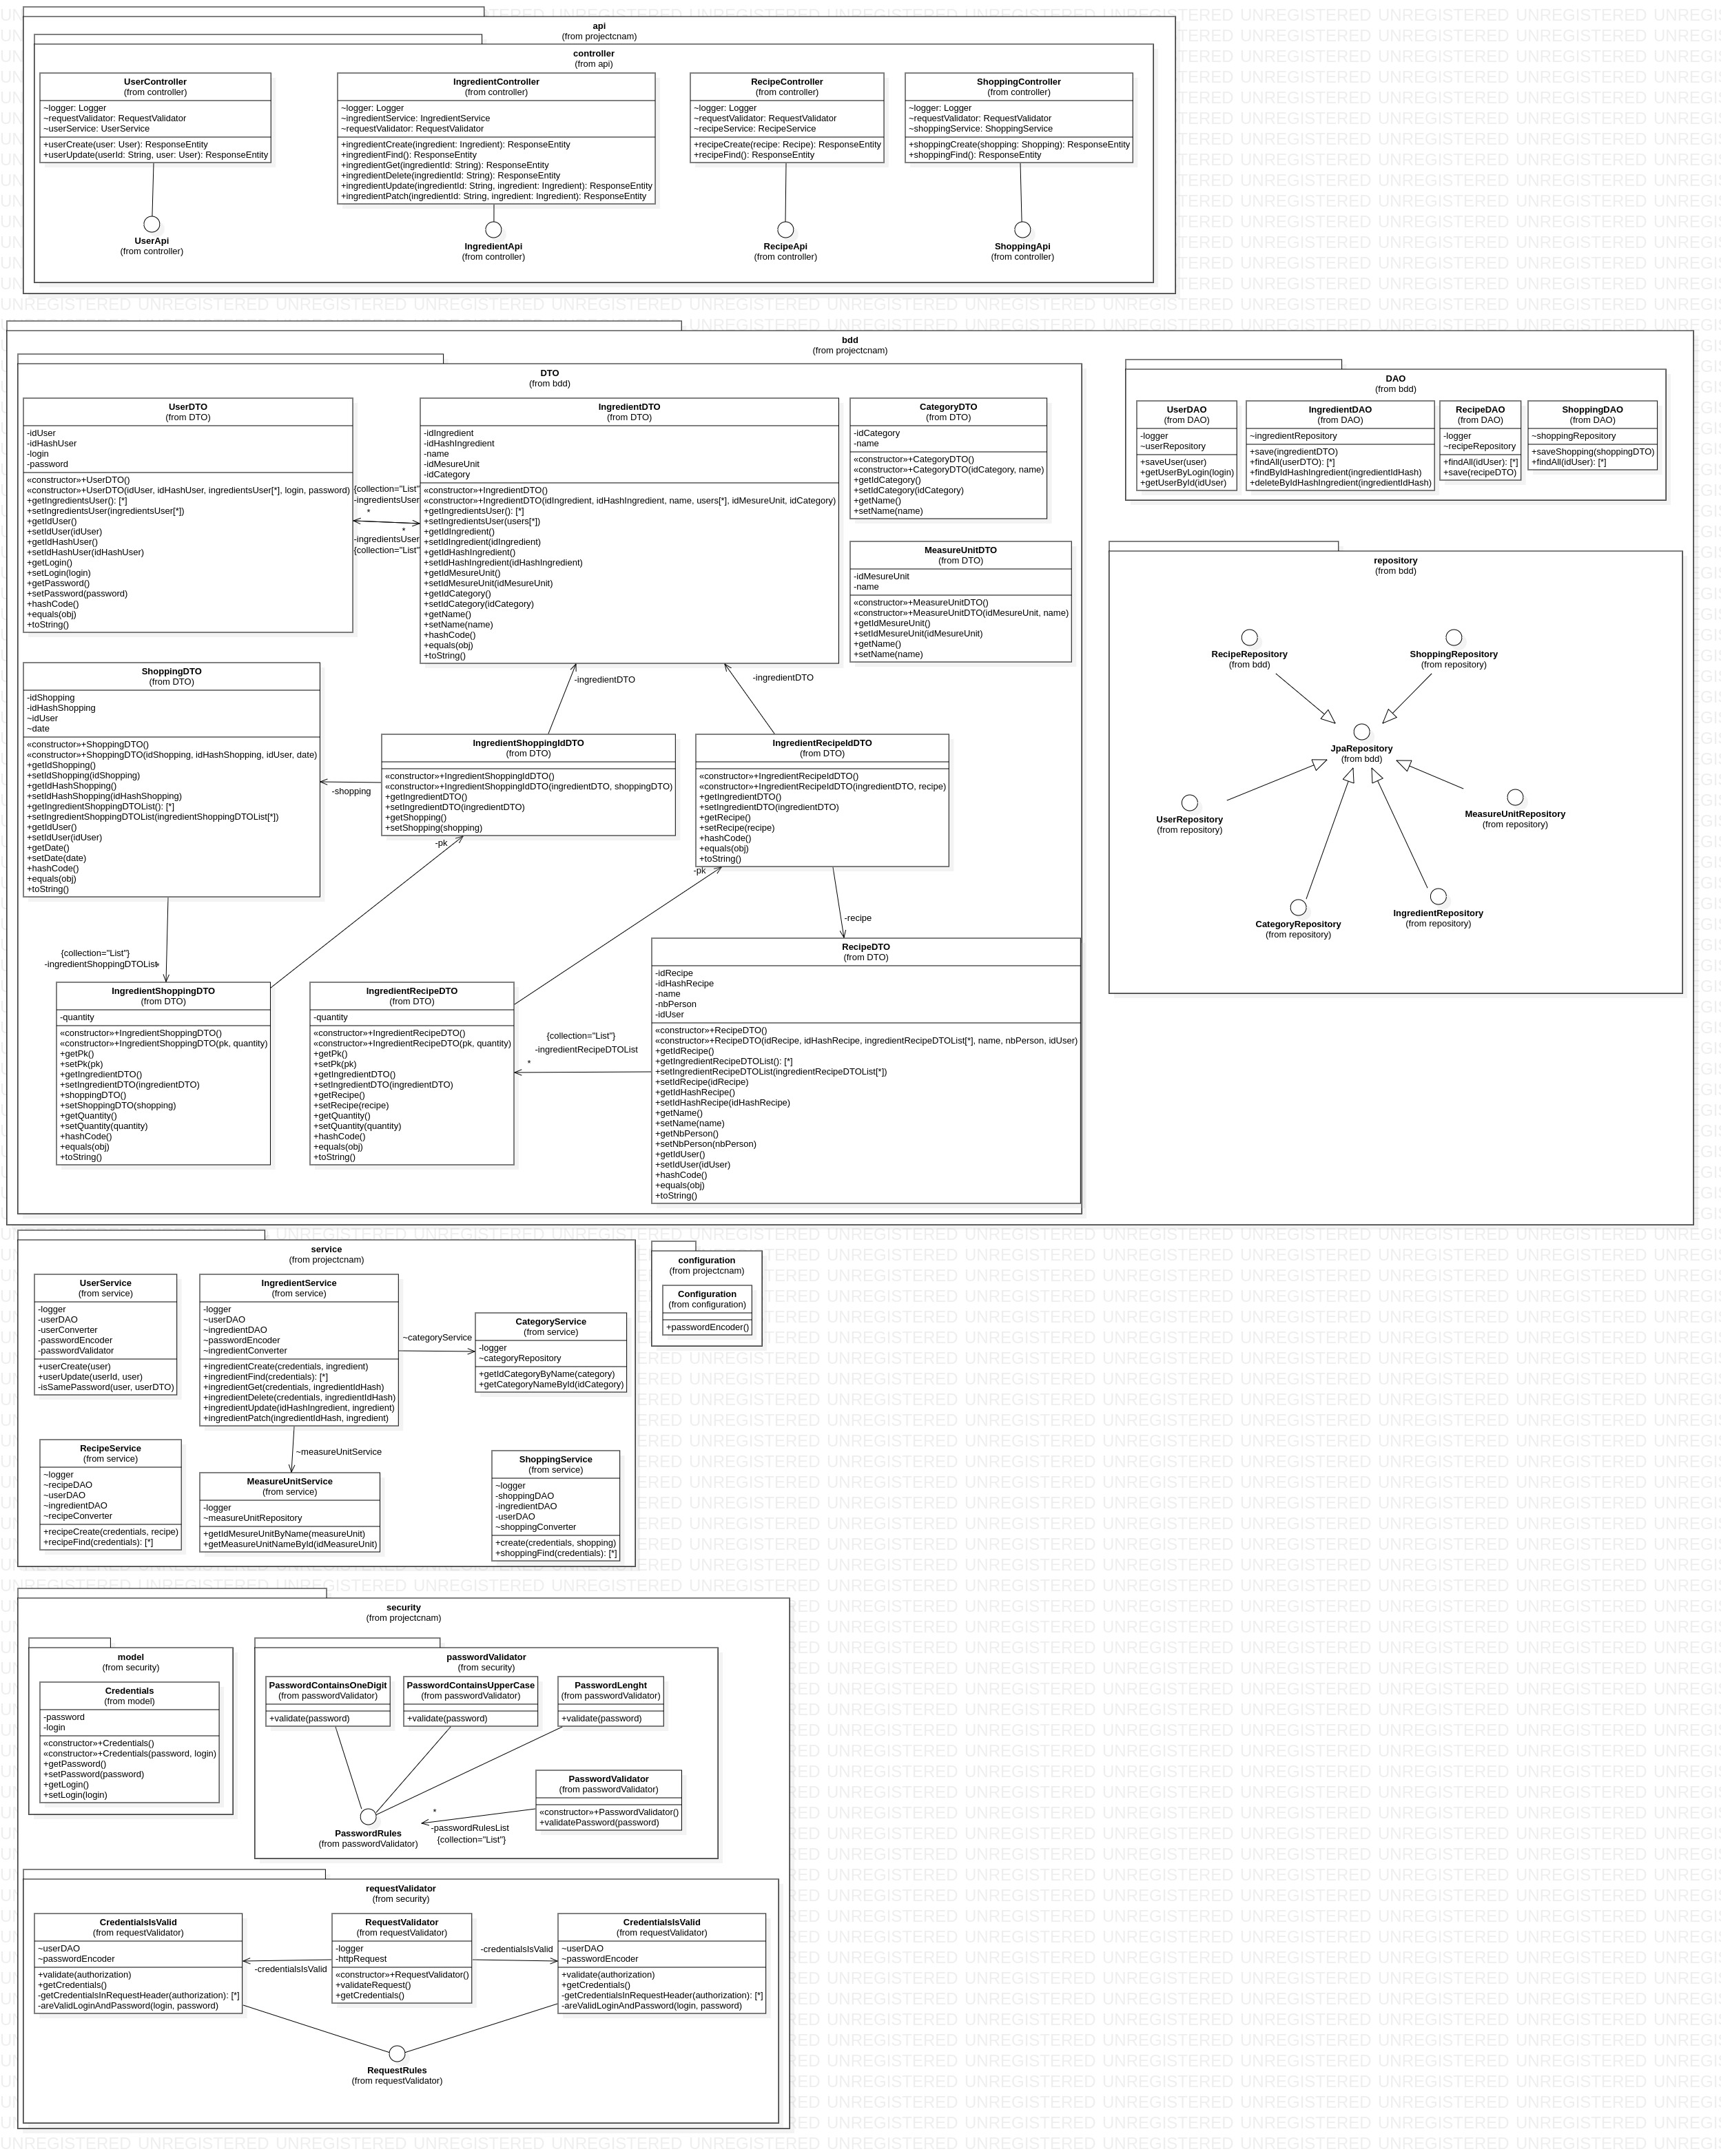 api
(from projectcnam)
controller
(from api)
UserController
(from controller)
~logger: Logger
~requestValidator: RequestValidator
~userService: UserService
+userCreate(user: User): ResponseEntity
+userUpdate(userId: String, user: User): ResponseEntity
IngredientController
(from controller)
~logger: Logger
~ingredientService: IngredientService
~requestValidator: RequestValidator
+ingredientCreate(ingredient: Ingredient): ResponseEntity
+ingredientFind(): ResponseEntity
+ingredientGet(ingredientId: String): ResponseEntity
+ingredientDelete(ingredientId: String): ResponseEntity
+ingredientUpdate(ingredientId: String, ingredient: Ingredient): ResponseEntity
+ingredientPatch(ingredientId: String, ingredient: Ingredient): ResponseEntity
RecipeController
(from controller)
~logger: Logger
~requestValidator: RequestValidator
~recipeService: RecipeService
+recipeCreate(recipe: Recipe): ResponseEntity
+recipeFind(): ResponseEntity
ShoppingController
(from controller)
~logger: Logger
~requestValidator: RequestValidator
~shoppingService: ShoppingService
+shoppingCreate(shopping: Shopping): ResponseEntity
+shoppingFind(): ResponseEntity
UserApi
(from controller)
IngredientApi
(from controller)
RecipeApi
(from controller)
ShoppingApi
(from controller)
bdd
(from projectcnam)
DTO
(from bdd)
UserDTO
(from DTO)
-idUser
-idHashUser
-login
-password
«constructor»+UserDTO()
«constructor»+UserDTO(idUser, idHashUser, ingredientsUser[*], login, password)
+getIngredientsUser(): [*]
+setIngredientsUser(ingredientsUser[*])
+getIdUser()
+setIdUser(idUser)
+getIdHashUser()
+setIdHashUser(idHashUser)
+getLogin()
+setLogin(login)
+getPassword()
+setPassword(password)
+hashCode()
+equals(obj)
+toString()
{collection="List"
-ingredientsUser
*
*
-ingredientsUser
{collection="List"
IngredientDTO
(from DTO)
-idIngredient
-idHashIngredient
-name
-idMesureUnit
-idCategory
«constructor»+IngredientDTO()
«constructor»+IngredientDTO(idIngredient, idHashIngredient, name, users[*], idMesureUnit, idCategory)
+getIngredientsUser(): [*]
+setIngredientsUser(users[*])
+getIdIngredient()
+setIdIngredient(idIngredient)
+getIdHashIngredient()
+setIdHashIngredient(idHashIngredient)
+getIdMesureUnit()
+setIdMesureUnit(idMesureUnit)
+getIdCategory()
+setIdCategory(idCategory)
+getName()
+setName(name)
+hashCode()
+equals(obj)
+toString()
CategoryDTO
(from DTO)
-idCategory
-name
«constructor»+CategoryDTO()
«constructor»+CategoryDTO(idCategory, name)
+getIdCategory()
+setIdCategory(idCategory)
+getName()
+setName(name)
MeasureUnitDTO
(from DTO)
-idMesureUnit
-name
«constructor»+MeasureUnitDTO()
«constructor»+MeasureUnitDTO(idMesureUnit, name)
+getIdMesureUnit()
+setIdMesureUnit(idMesureUnit)
+getName()
+setName(name)
ShoppingDTO
(from DTO)
-idShopping
-idHashShopping
~idUser
~date
«constructor»+ShoppingDTO()
«constructor»+ShoppingDTO(idShopping, idHashShopping, idUser, date)
+getIdShopping()
+setIdShopping(idShopping)
+getIdHashShopping()
+setIdHashShopping(idHashShopping)
+getIngredientShoppingDTOList(): [*]
+setIngredientShoppingDTOList(ingredientShoppingDTOList[*])
+getIdUser()
+setIdUser(idUser)
+getDate()
+setDate(date)
+hashCode()
+equals(obj)
+toString()
-ingredientDTO
-ingredientDTO
-shopping
IngredientShoppingIdDTO
(from DTO)
«constructor»+IngredientShoppingIdDTO()
«constructor»+IngredientShoppingIdDTO(ingredientDTO, shoppingDTO)
+getIngredientDTO()
+setIngredientDTO(ingredientDTO)
+getShopping()
+setShopping(shopping)
-pk
IngredientRecipeIdDTO
(from DTO)
«constructor»+IngredientRecipeIdDTO()
«constructor»+IngredientRecipeIdDTO(ingredientDTO, recipe)
+getIngredientDTO()
+setIngredientDTO(ingredientDTO)
+getRecipe()
+setRecipe(recipe)
+hashCode()
+equals(obj)
+toString()
-pk
-recipe
{collection="List"}
-ingredientShoppingDTOList
*
IngredientShoppingDTO
(from DTO)
-quantity
«constructor»+IngredientShoppingDTO()
«constructor»+IngredientShoppingDTO(pk, quantity)
+getPk()
+setPk(pk)
+getIngredientDTO()
+setIngredientDTO(ingredientDTO)
+shoppingDTO()
+setShoppingDTO(shopping)
+getQuantity()
+setQuantity(quantity)
+hashCode()
+equals(obj)
+toString()
IngredientRecipeDTO
(from DTO)
-quantity
«constructor»+IngredientRecipeDTO()
«constructor»+IngredientRecipeDTO(pk, quantity)
+getPk()
+setPk(pk)
+getIngredientDTO()
+setIngredientDTO(ingredientDTO)
+getRecipe()
+setRecipe(recipe)
+getQuantity()
+setQuantity(quantity)
+hashCode()
+equals(obj)
+toString()
{collection="List"}
-ingredientRecipeDTOList
*
RecipeDTO
(from DTO)
-idRecipe
-idHashRecipe
-name
-nbPerson
-idUser
«constructor»+RecipeDTO()
«constructor»+RecipeDTO(idRecipe, idHashRecipe, ingredientRecipeDTOList[*], name, nbPerson, idUser)
+getIdRecipe()
+getIngredientRecipeDTOList(): [*]
+setIngredientRecipeDTOList(ingredientRecipeDTOList[*])
+setIdRecipe(idRecipe)
+getIdHashRecipe()
+setIdHashRecipe(idHashRecipe)
+getName()
+setName(name)
+getNbPerson()
+setNbPerson(nbPerson)
+getIdUser()
+setIdUser(idUser)
+hashCode()
+equals(obj)
+toString()
DAO
(from bdd)
UserDAO
(from DAO)
-logger
~userRepository
+saveUser(user)
+getUserByLogin(login)
+getUserById(idUser)
IngredientDAO
(from DAO)
~ingredientRepository
+save(ingredientDTO)
+findAll(userDTO): [*]
+findByIdHashIngredient(ingredientIdHash)
+deleteByIdHashIngredient(ingredientIdHash)
RecipeDAO
(from DAO)
-logger
~recipeRepository
+findAll(idUser): [*]
+save(recipeDTO)
ShoppingDAO
(from DAO)
~shoppingRepository
+saveShopping(shoppingDTO)
+findAll(idUser): [*]
repository
(from bdd)
RecipeRepository
(from bdd)
ShoppingRepository
(from repository)
JpaRepository
(from bdd)
UserRepository
(from repository)
MeasureUnitRepository
(from repository)
CategoryRepository
(from repository)
IngredientRepository
(from repository)
service
(from projectcnam)
UserService
(from service)
-logger
-userDAO
-userConverter
-passwordEncoder
-passwordValidator
+userCreate(user)
+userUpdate(userId, user)
-isSamePassword(user, userDTO)
IngredientService
(from service)
-logger
~userDAO
~ingredientDAO
~passwordEncoder
~ingredientConverter
+ingredientCreate(credentials, ingredient)
+ingredientFind(credentials): [*]
+ingredientGet(credentials, ingredientIdHash)
+ingredientDelete(credentials, ingredientIdHash)
+ingredientUpdate(idHashIngredient, ingredient)
+ingredientPatch(ingredientIdHash, ingredient)
~categoryService
CategoryService
(from service)
-logger
~categoryRepository
+getIdCategoryByName(category)
+getCategoryNameById(idCategory)
~measureUnitService
RecipeService
(from service)
~logger
~recipeDAO
~userDAO
~ingredientDAO
~recipeConverter
+recipeCreate(credentials, recipe)
+recipeFind(credentials): [*]
MeasureUnitService
(from service)
-logger
~measureUnitRepository
+getIdMesureUnitByName(measureUnit)
+getMeasureUnitNameById(idMeasureUnit)
ShoppingService
(from service)
~logger
-shoppingDAO
-ingredientDAO
-userDAO
~shoppingConverter
+create(credentials, shopping)
+shoppingFind(credentials): [*]
configuration
(from projectcnam)
Configuration
(from configuration)
+passwordEncoder()
security
(from projectcnam)
model
(from security)
Credentials
(from model)
-password
-login
«constructor»+Credentials()
«constructor»+Credentials(password, login)
+getPassword()
+setPassword(password)
+getLogin()
+setLogin(login)
passwordValidator
(from security)
PasswordContainsOneDigit
(from passwordValidator)
+validate(password)
PasswordContainsUpperCase
(from passwordValidator)
+validate(password)
PasswordLenght
(from passwordValidator)
+validate(password)
PasswordValidator
(from passwordValidator)
«constructor»+PasswordValidator()
+validatePassword(password)
*
-passwordRulesList
{collection="List"}
PasswordRules
(from passwordValidator)
requestValidator
(from security)
CredentialsIsValid
(from requestValidator)
~userDAO
~passwordEncoder
+validate(authorization)
+getCredentials()
-getCredentialsInRequestHeader(authorization): [*]
-areValidLoginAndPassword(login, password)
-credentialsIsValid
RequestValidator
(from requestValidator)
-logger
-httpRequest
«constructor»+RequestValidator()
+validateRequest()
+getCredentials()
-credentialsIsValid
CredentialsIsValid
(from requestValidator)
~userDAO
~passwordEncoder
+validate(authorization)
+getCredentials()
-getCredentialsInRequestHeader(authorization): [*]
-areValidLoginAndPassword(login, password)
RequestRules
(from requestValidator)
UNREGISTERED